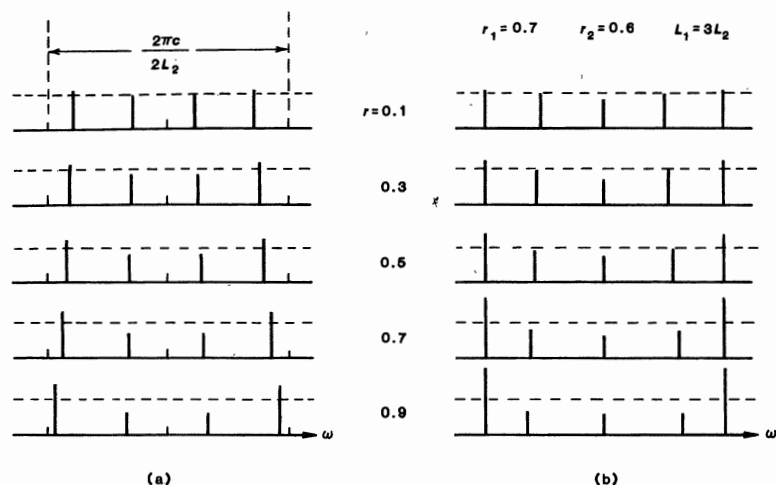 2πc
2L₂
r₁ = 0.7 r₂ = 0.6 L₁ = 3L₂
r = 0.1
0.3
0.5
0.7
0.9
ω
ω
(a)
(b)